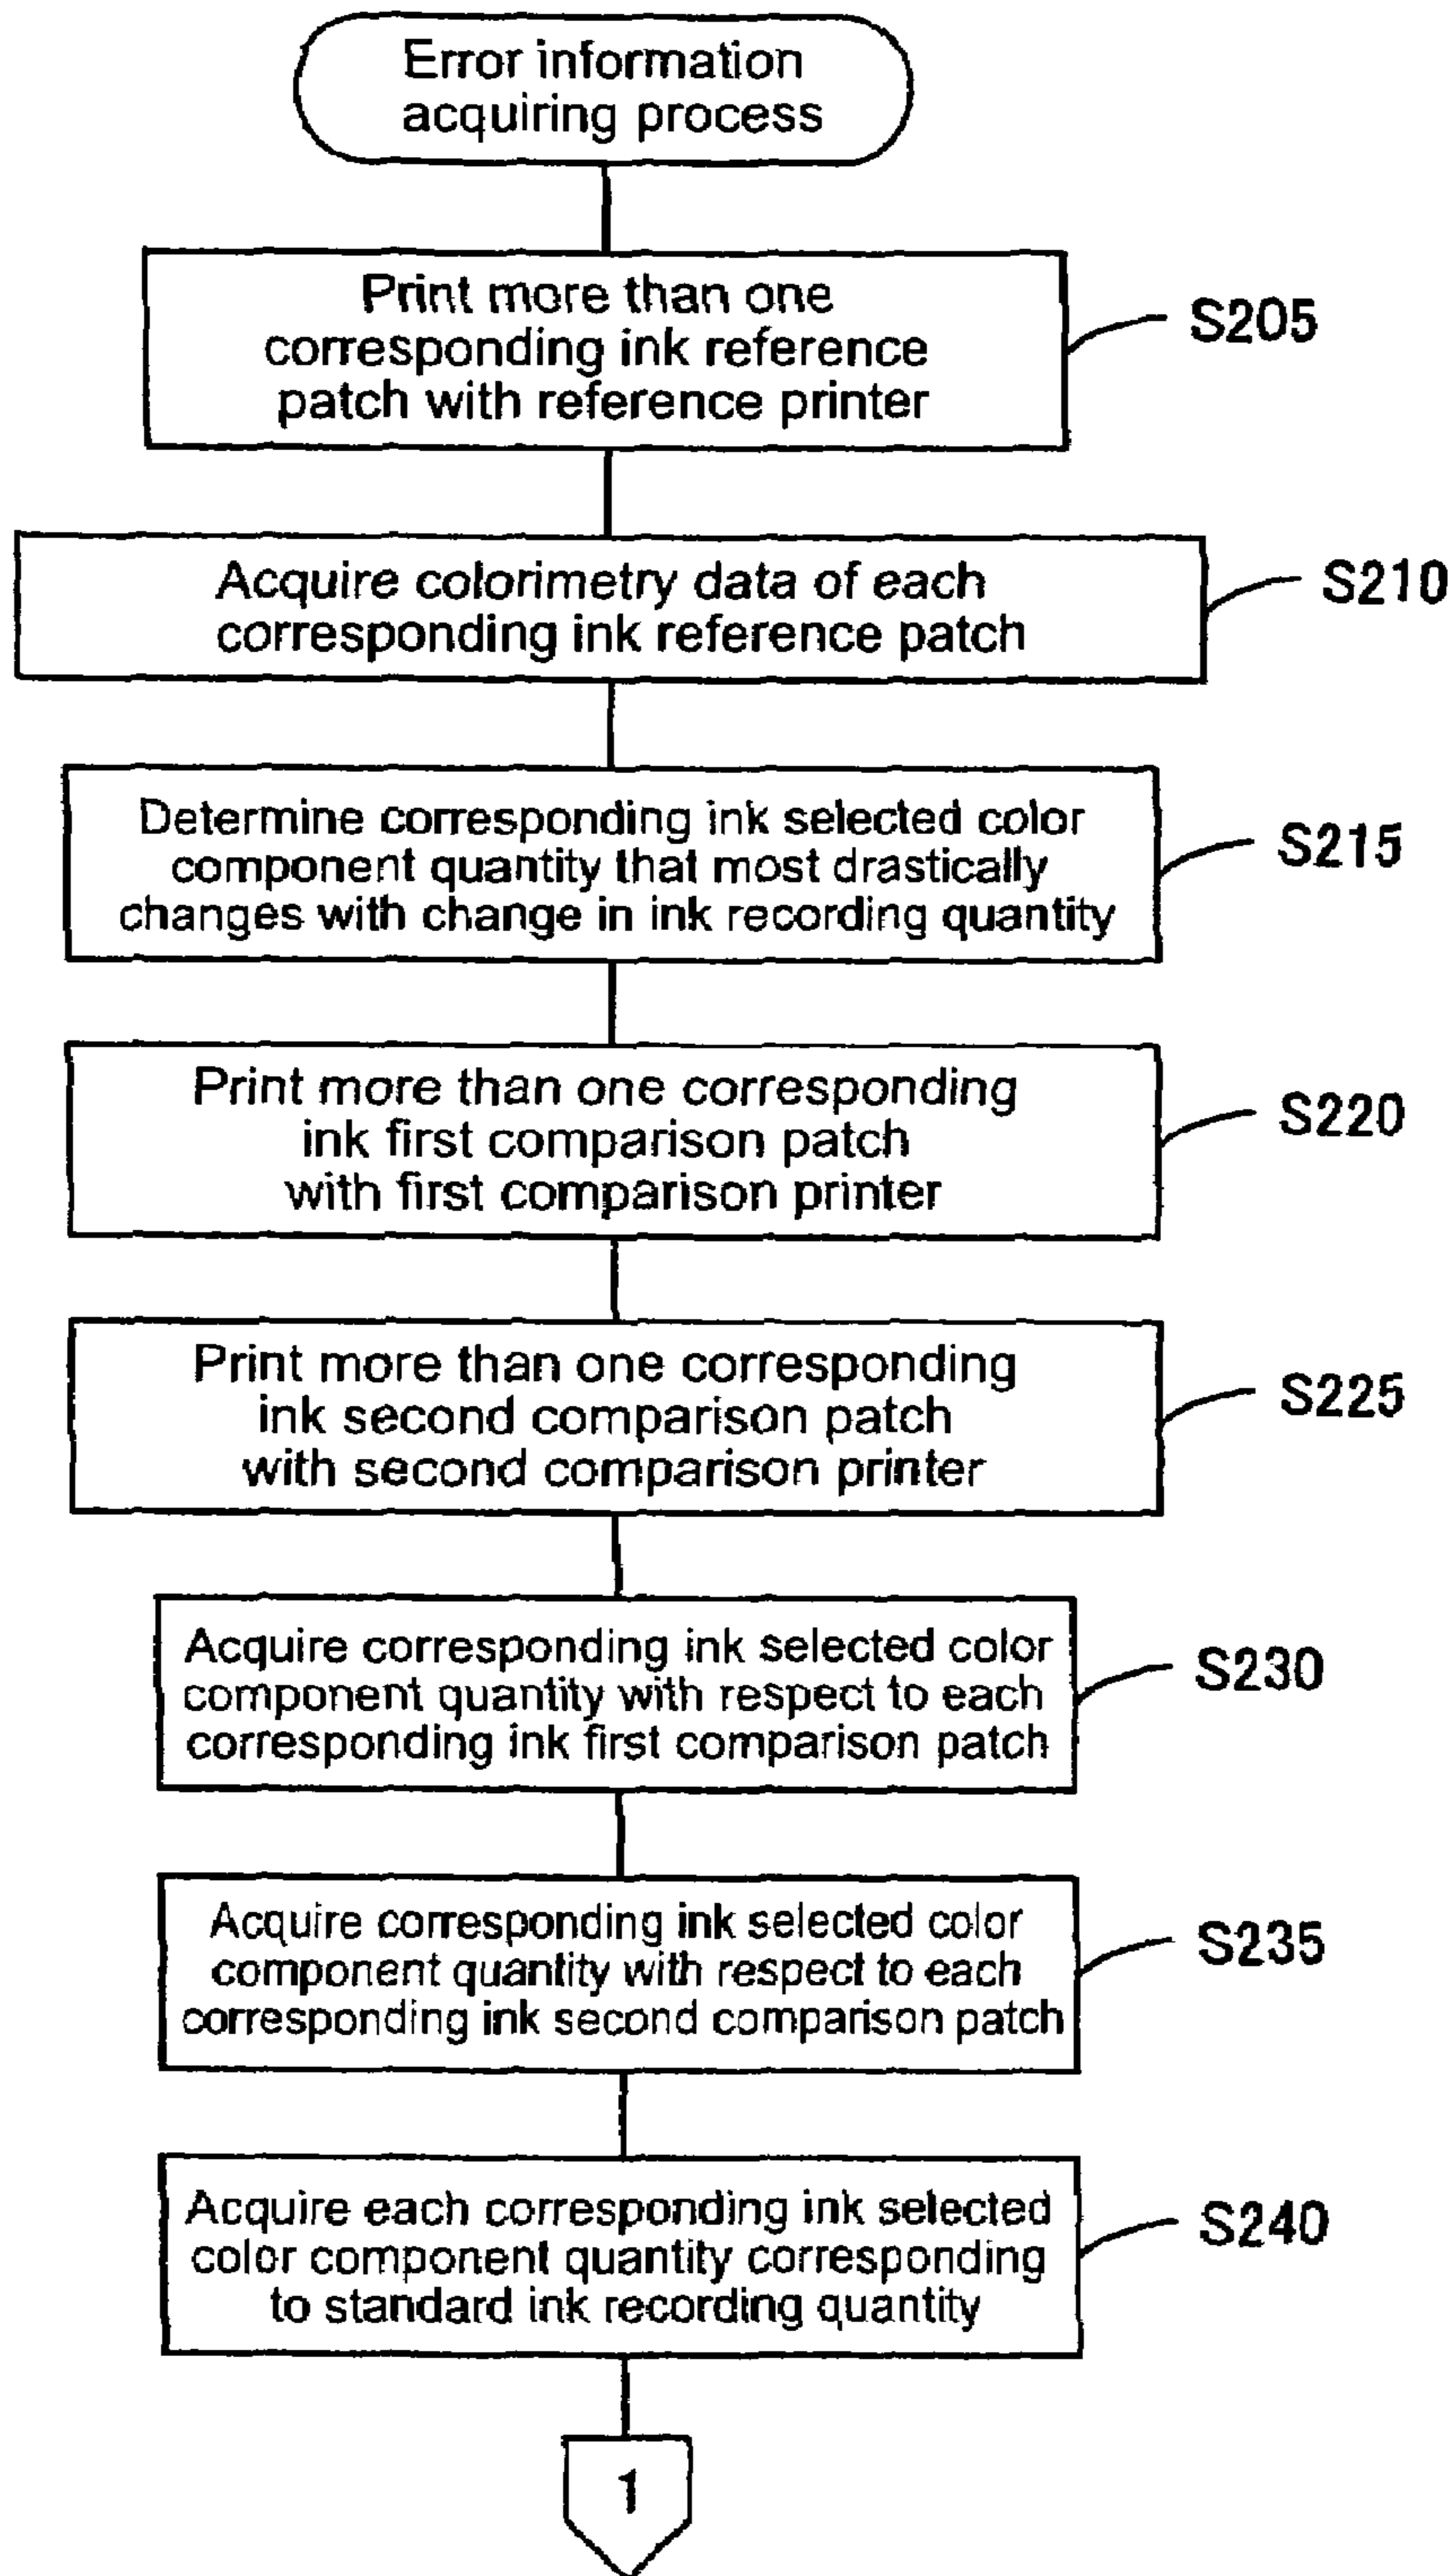 Error information
acquiring process
Print more than one
corresponding ink reference
patch with reference printer
S205
Acquire colorimetry data of each
corresponding ink reference patch
S210
Determine corresponding ink selected color
component quantity that most drastically
changes with change in ink recording quantity
S215
Print more than one corresponding
ink first comparison patch
with first comparison printer
S220
Print more than one corresponding
ink second comparison patch
with second comparison printer
S225
Acquire corresponding ink selected color
component quantity with respect to each
corresponding ink first comparison patch
S230
Acquire corresponding ink selected color
component quantity with respect to each
corresponding ink second comparison patch
S235
Acquire each corresponding ink selected
color component quantity corresponding
to standard ink recording quantity
S240
1